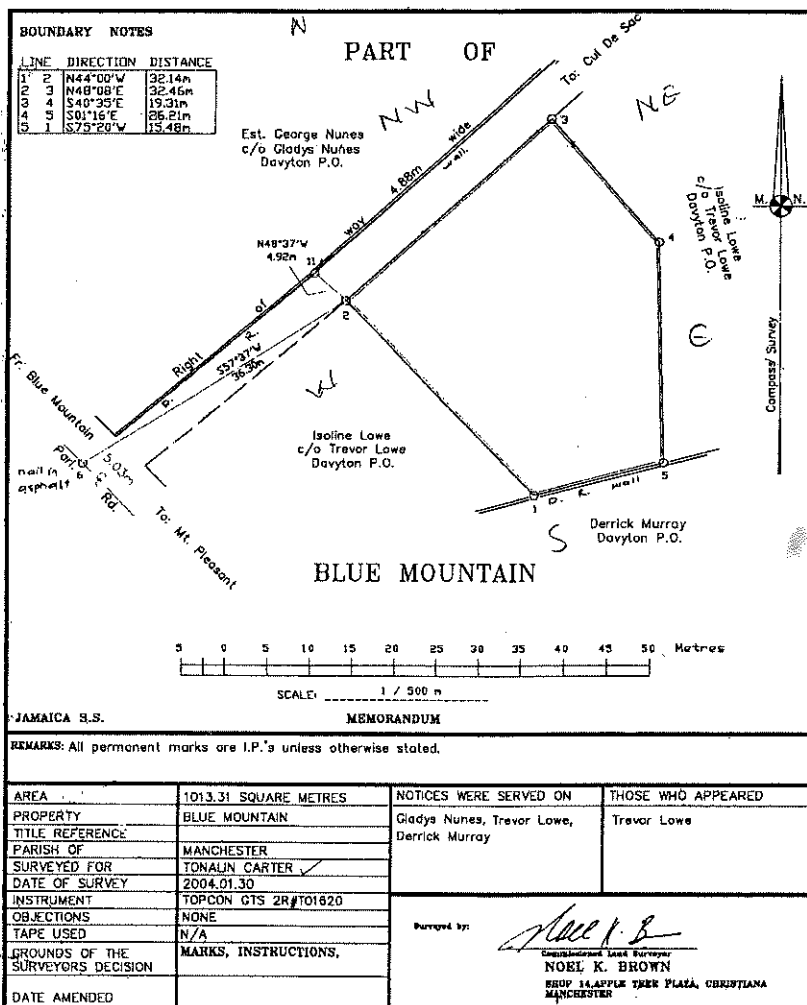 BOUNDARY NOTES
LINE DIRECTION DISTANCE
1 2 N44°00'W 32.14m
2 3 N48°08'E 32.46m
3 4 S40°35'E 19.31m
4 5 S01°16'E 26.21m
5 1 S75°20'W 15.48m
N
PART OF
To: Cul De Sac
NW
NE
Est. George Nunes
c/o Gladys Nunes
Davyton P.O.
Right of way 4.88m wide
D. R. wall
3
M. N.
Isoline Lowe
c/o Trevor Lowe
Davyton P.O.
N48°37'W
4.92m
11
4
2
E
Compass/ Survey
S57°37'W
36.36m
Fr: Blue Mountain
W
Isoline Lowe
c/o Trevor Lowe
Davyton P.O.
5.03m
Par. C Rd.
nail in
asphalt
6
To: Mt. Pleasant
1
D. R. wall
5
S
Derrick Murray
Davyton P.O.
BLUE MOUNTAIN
5 0 5 10 15 20 25 30 35 40 45 50 Metres
SCALE: 1 / 500 m
JAMAICA S.S.
MEMORANDUM
REMARKS: All permanent marks are I.P.'s unless otherwise stated.
AREA 1013.31 SQUARE METRES
PROPERTY BLUE MOUNTAIN
TITLE REFERENCE
PARISH OF MANCHESTER
SURVEYED FOR TONALIN CARTER
DATE OF SURVEY 2004.01.30
INSTRUMENT TOPCON GTS 2R#TO1620
OBJECTIONS NONE
TAPE USED N/A
GROUNDS OF THE MARKS, INSTRUCTIONS,
SURVEYORS DECISION
DATE AMENDED
NOTICES WERE SERVED ON
Gladys Nunes, Trevor Lowe,
Derrick Murray
THOSE WHO APPEARED
Trevor Lowe
Surveyed by:
Commissioned Land Surveyor
NOEL K. BROWN
SHOP 14,APPLE TREE PLAZA, CHRISTIANA
MANCHESTER